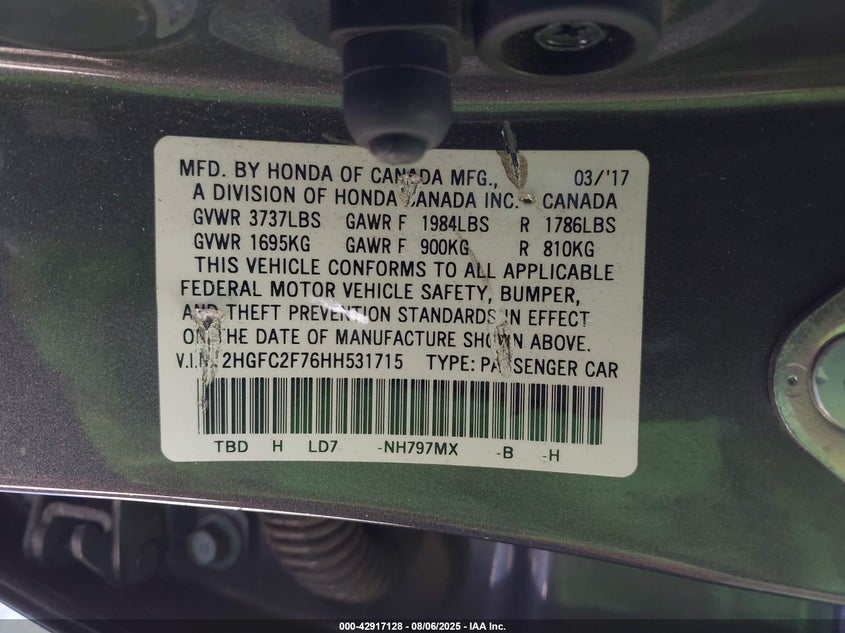 MFD. BY HONDA OF CANADA MFG., 03/'17
A DIVISION OF HONDA CANADA INC. CANADA
GVWR 3737LBS GAWR F 1984LBS R 1786LBS
GVWR 1695KG GAWR F 900KG R 810KG
THIS VEHICLE CONFORMS TO ALL APPLICABLE
FEDERAL MOTOR VEHICLE SAFETY, BUMPER,
AND THEFT PREVENTION STANDARDS IN EFFECT
ON THE DATE OF MANUFACTURE SHOWN ABOVE.
V.I.N. 2HGFC2F76HH531715 TYPE: PASSENGER CAR
TBD H LD7 -NH797MX -B -H
000-42917128 - 08/06/2025 - IAA Inc.